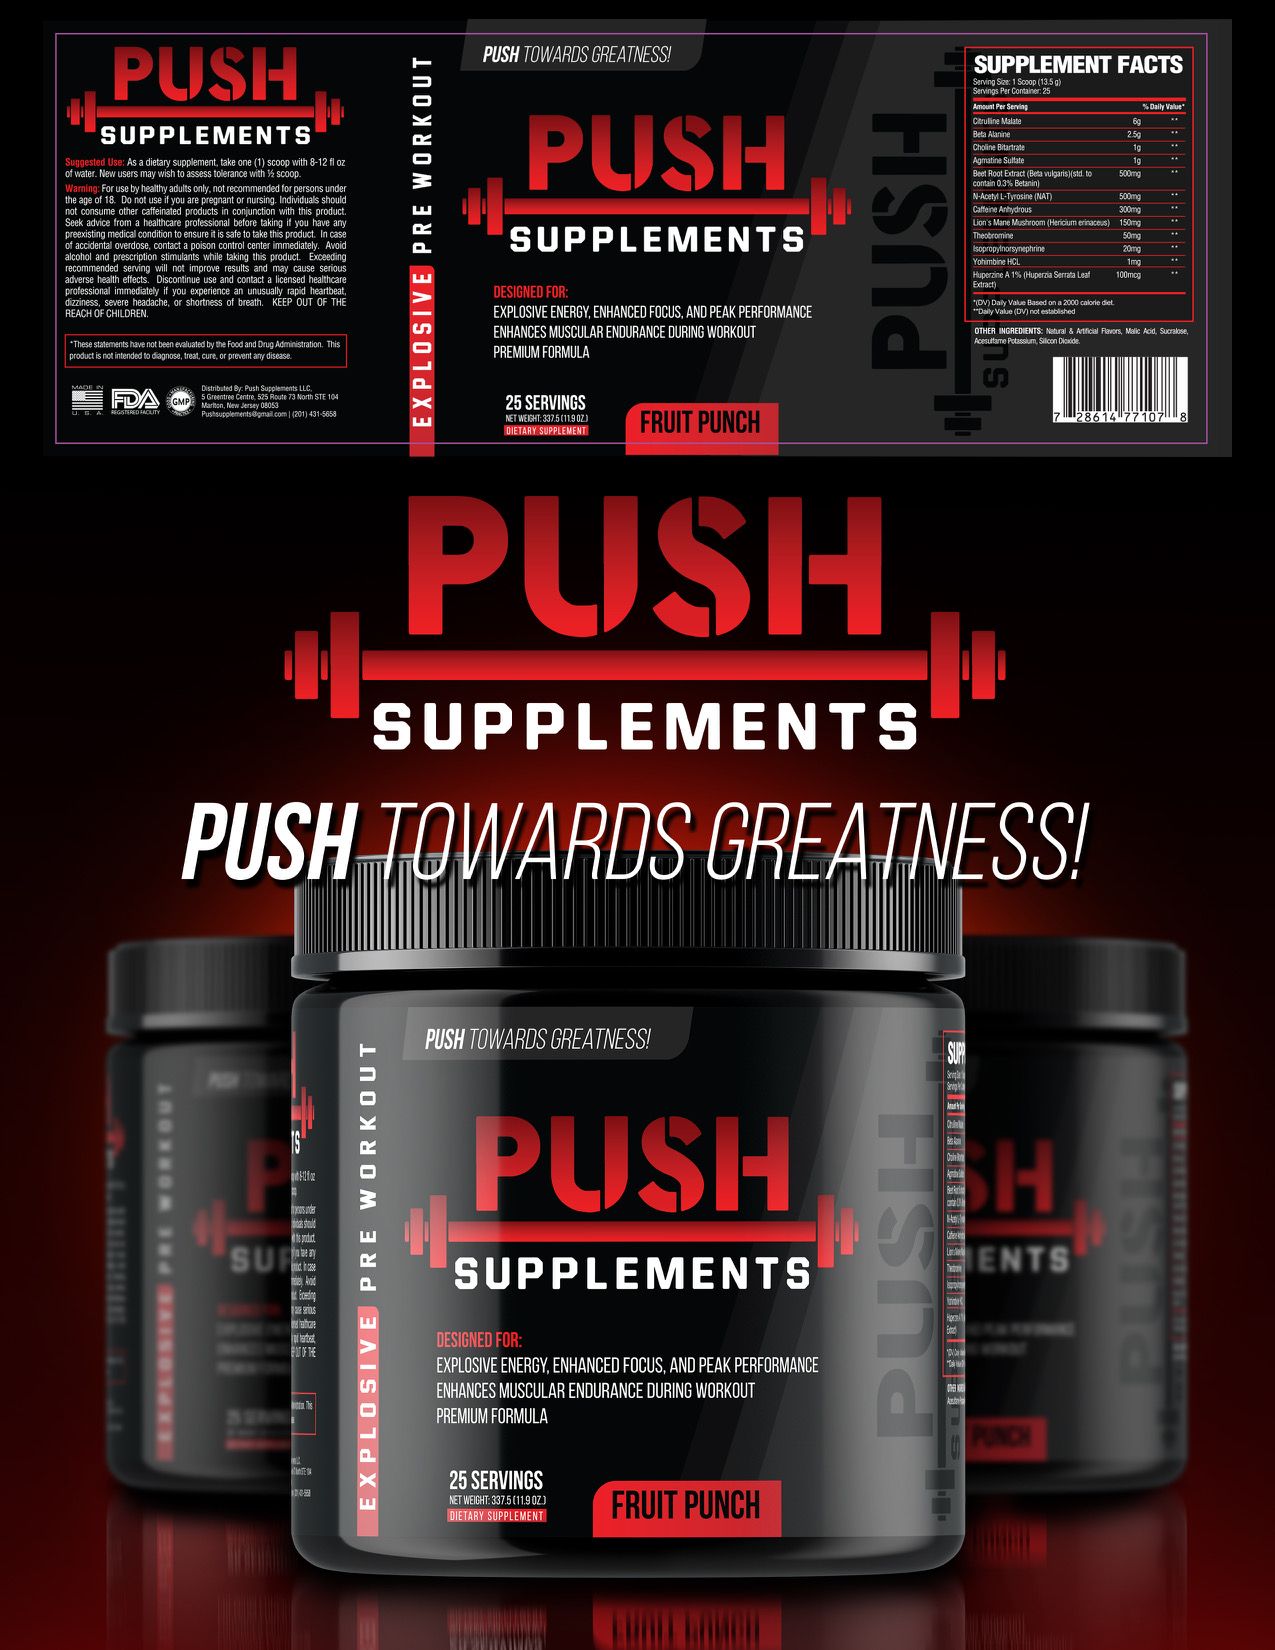 PUSH
SUPPLEMENTS
Suggested Use: As a dietary supplement, take one (1) scoop with 8-12 fl oz
of water. New users may wish to assess tolerance with ½ scoop.
Warning: For use by healthy adults only, not recommended for persons under
the age of 18. Do not use if you are pregnant or nursing. Individuals should
not consume other caffeinated products in conjunction with this product.
Seek advice from a healthcare professional before taking if you have any
preexisting medical condition to ensure it is safe to take this product. In case
of accidental overdose, contact a poison control center immediately. Avoid
alcohol and prescription stimulants while taking this product. Exceeding
recommended serving will not improve results and may cause serious
adverse health effects. Discontinue use and contact a licensed healthcare
professional immediately if you experience an unusually rapid heartbeat,
dizziness, severe headache, or shortness of breath. KEEP OUT OF THE
REACH OF CHILDREN.
*These statements have not been evaluated by the Food and Drug Administration. This
product is not intended to diagnose, treat, cure, or prevent any disease.
MADE IN
U. S. A.
FDA
REGISTERED FACILITY
GMP
Distributed By: Push Supplements LLC,
5 Greentree Centre, 525 Route 73 North STE 104
Marlton, New Jersey 08053
Pushsupplements@gmail.com | (201) 431-5658
EXPLOSIVE PRE WORKOUT
PUSH TOWARDS GREATNESS!
PUSH
SUPPLEMENTS
DESIGNED FOR:
EXPLOSIVE ENERGY, ENHANCED FOCUS, AND PEAK PERFORMANCE
ENHANCES MUSCULAR ENDURANCE DURING WORKOUT
PREMIUM FORMULA
25 SERVINGS
NET WEIGHT: 337.5 (11.9 OZ.)
DIETARY SUPPLEMENT
FRUIT PUNCH
PUSH
SUPPLEMENT FACTS
Serving Size: 1 Scoop (13.5 g)
Servings Per Container: 25
Amount Per Serving % Daily Value*
Citrulline Malate 6g **
Beta Alanine 2.5g **
Choline Bitartrate 1g **
Agmatine Sulfate 1g **
Beet Root Extract (Beta vulgaris)(std. to 500mg **
contain 0.3% Betanin)
N-Acetyl L-Tyrosine (NAT) 500mg **
Caffeine Anhydrous 300mg **
Lion's Mane Mushroom (Hericium erinaceus) 150mg **
Theobromine 50mg **
Isopropylnorsynephrine 20mg **
Yohimbine HCL 1mg **
Huperzine A 1% (Huperzia Serrata Leaf 100mcg **
Extract)
*(DV) Daily Value Based on a 2000 calorie diet.
**Daily Value (DV) not established
OTHER INGREDIENTS: Natural & Artificial Flavors, Malic Acid, Sucralose,
Acesulfame Potassium, Silicon Dioxide.
7 28614 77107 8
PUSH
SUPPLEMENTS
PUSH TOWARDS GREATNESS!
PUSH TOWARDS GREATNESS!
EXPLOSIVE PRE WORKOUT
PUSH
SUPPLEMENTS
DESIGNED FOR:
EXPLOSIVE ENERGY, ENHANCED FOCUS, AND PEAK PERFORMANCE
ENHANCES MUSCULAR ENDURANCE DURING WORKOUT
PREMIUM FORMULA
25 SERVINGS
NET WEIGHT: 337.5 (11.9 OZ.)
DIETARY SUPPLEMENT
FRUIT PUNCH
PUSH
EXPLOSIVE PRE WORKOUT
PUNCH